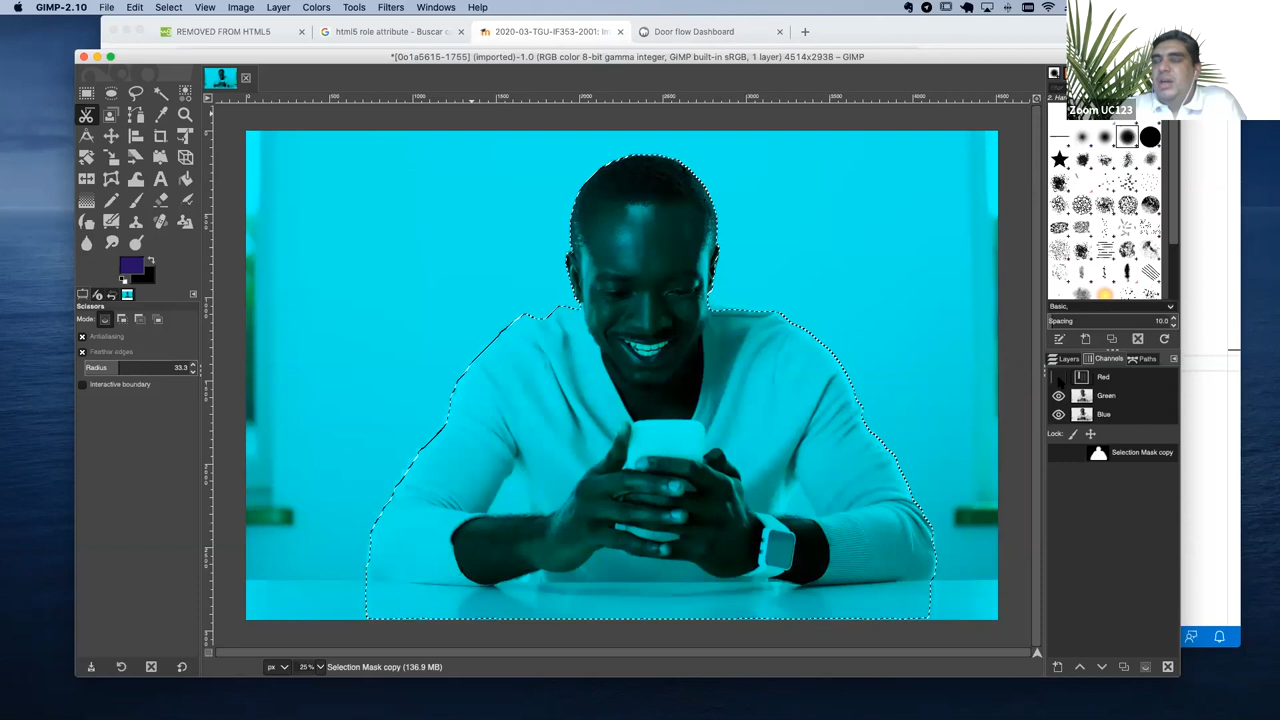 GIMP-2.10 File Edit Select View Image Layer Colors Tools Filters Windows Help
REMOVED FROM HTML5
html5 role attribute - Buscar
2020-03-TGU-IF353-2001: Im
Door flow Dashboard
*[0o1a5615-1755] (imported)-1.0 (RGB color 8-bit gamma integer, GIMP built-in sRGB, 1 layer) 4514x2938 – GIMP
Zoom UC123
Scissors
Mode:
Antialiasing
Feather edges
Radius 33.3
Interactive boundary
Basic,
Spacing 10.0
Layers Channels Paths
Red
Green
Blue
Lock:
Selection Mask copy
px 25% Selection Mask copy (136.9 MB)